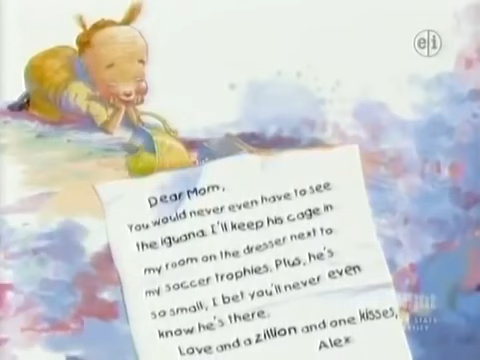 e/i
Dear Mom,
You would never even have to see
the iguana. I'll keep his cage in
my room on the dresser next to
my soccer trophies. Plus, he's
so small, I bet you'll never even
know he's there.
Love and a zillion and one kisses,
Alex